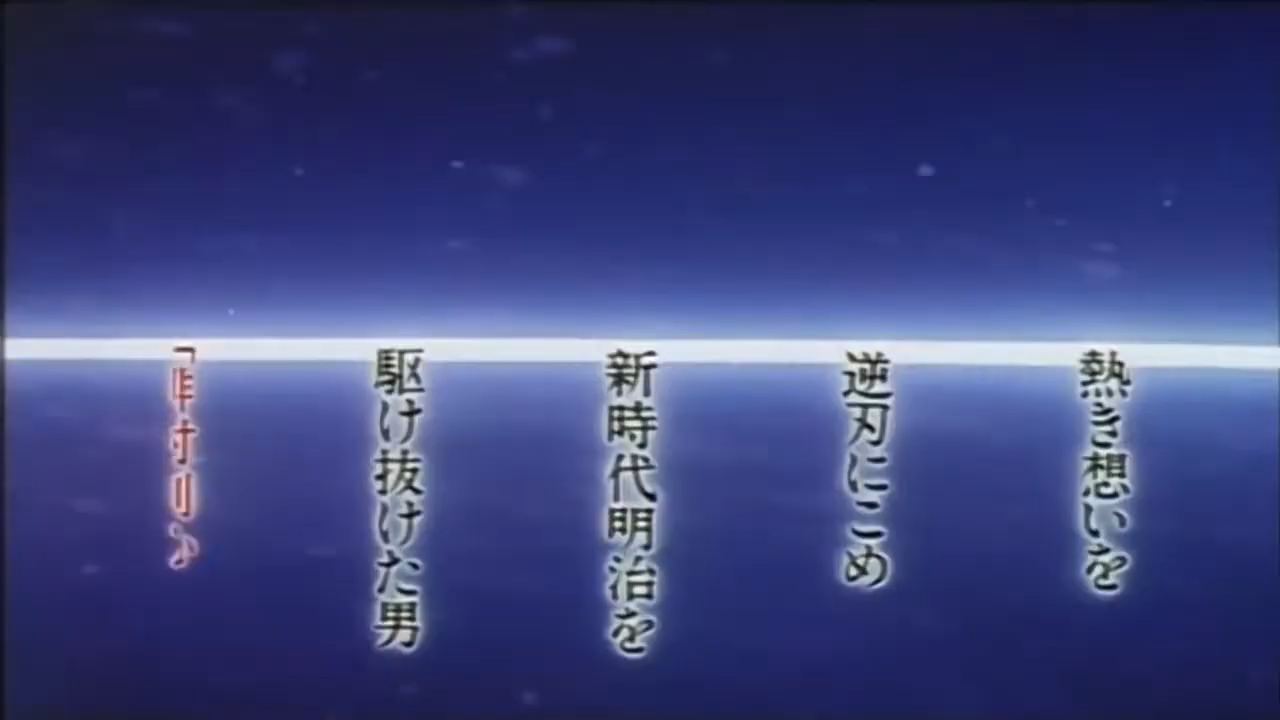 熱き想いを
逆刃にこめ
新時代明治を
駆け抜けた男